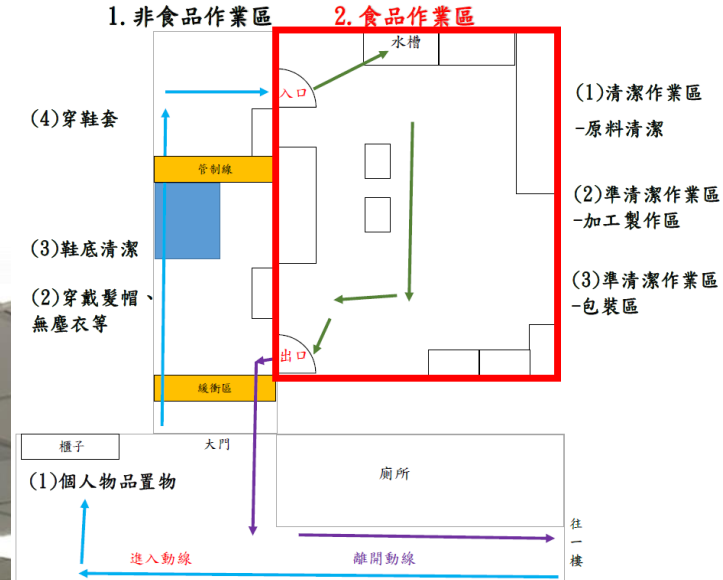 1.非食品作業區
2.食品作業區
水槽
入口
(1)清潔作業區
-原料清潔
(4)穿鞋套
管制線
(2)準清潔作業區
-加工製作區
(3)鞋底清潔
(2)穿戴髮帽、
無塵衣等
(3)準清潔作業區
-包裝區
出口
緩衝區
櫃子
大門
(1)個人物品置物
廁所
往一樓
進入動線
離開動線